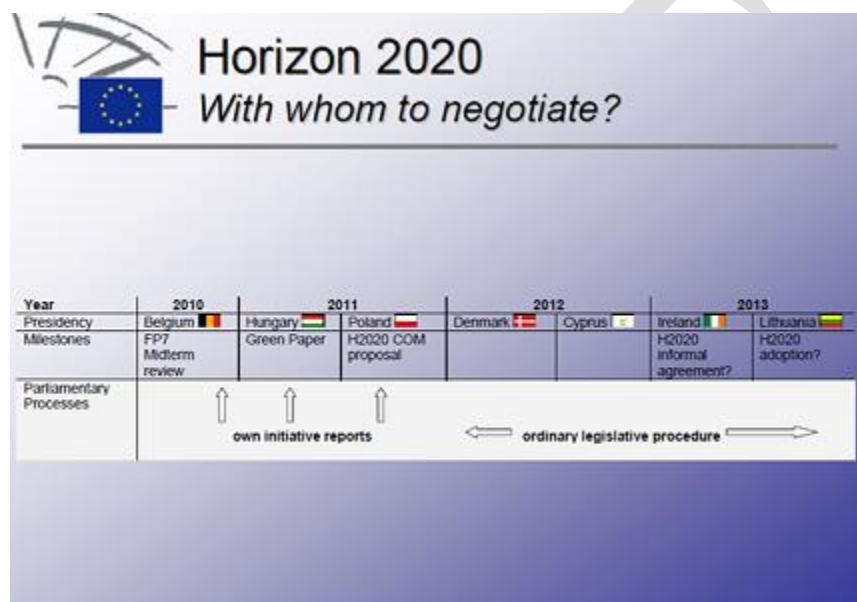 Horizon 2020
With whom to negotiate?
Year 2010 2011 2012 2013
Presidency Belgium Hungary Poland Denmark Cyprus Ireland Lithuania
Milestones FP7 Green Paper H2020 COM H2020 H2020
Midterm proposal informal adoption?
review agreement?
Parliamentary
Processes
own initiative reports ordinary legislative procedure